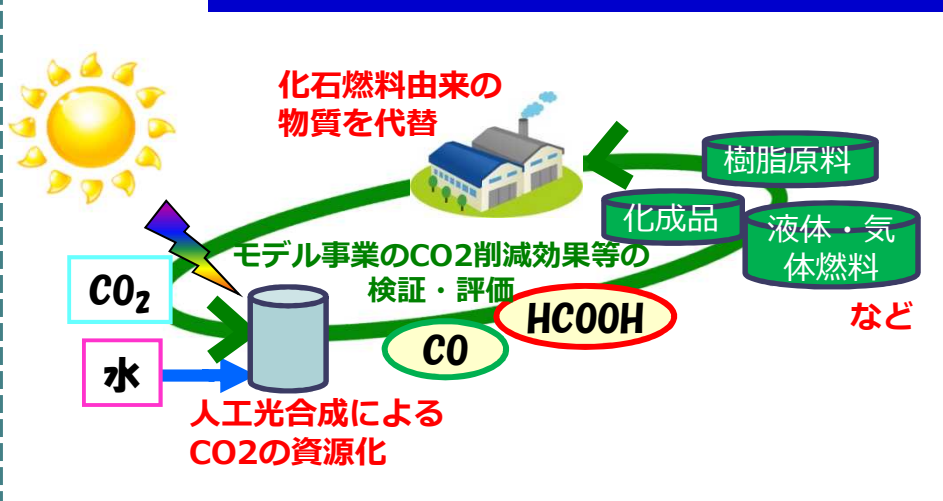 化石燃料由来の
物質を代替
樹脂原料
化成品
液体・気
体燃料
など
モデル事業のCO2削減効果等の
検証・評価
CO₂
HCOOH
CO
水
人工光合成による
CO2の資源化